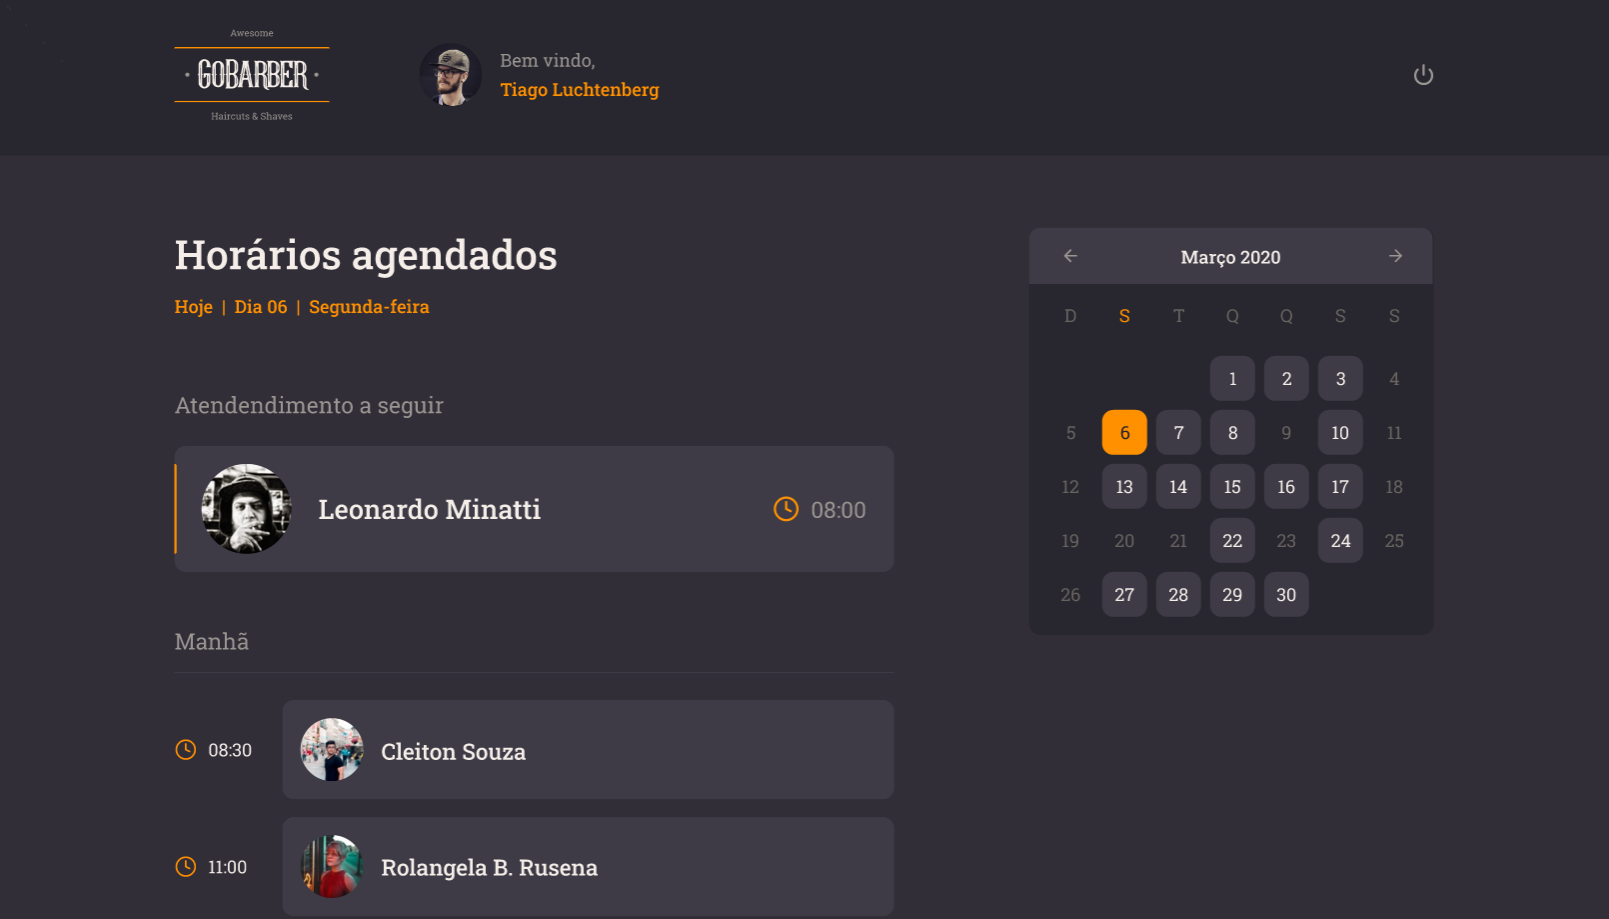 Awesome
GOBARBER
Haircuts & Shaves
Bem vindo,
Tiago Luchtenberg
Horários agendados
Hoje | Dia 06 | Segunda-feira
Atendendimento a seguir
Leonardo Minatti 08:00
Manhã
08:30 Cleiton Souza
11:00 Rolangela B. Rusena
Março 2020
D S T Q Q S S
1 2 3 4
5 6 7 8 9 10 11
12 13 14 15 16 17 18
19 20 21 22 23 24 25
26 27 28 29 30